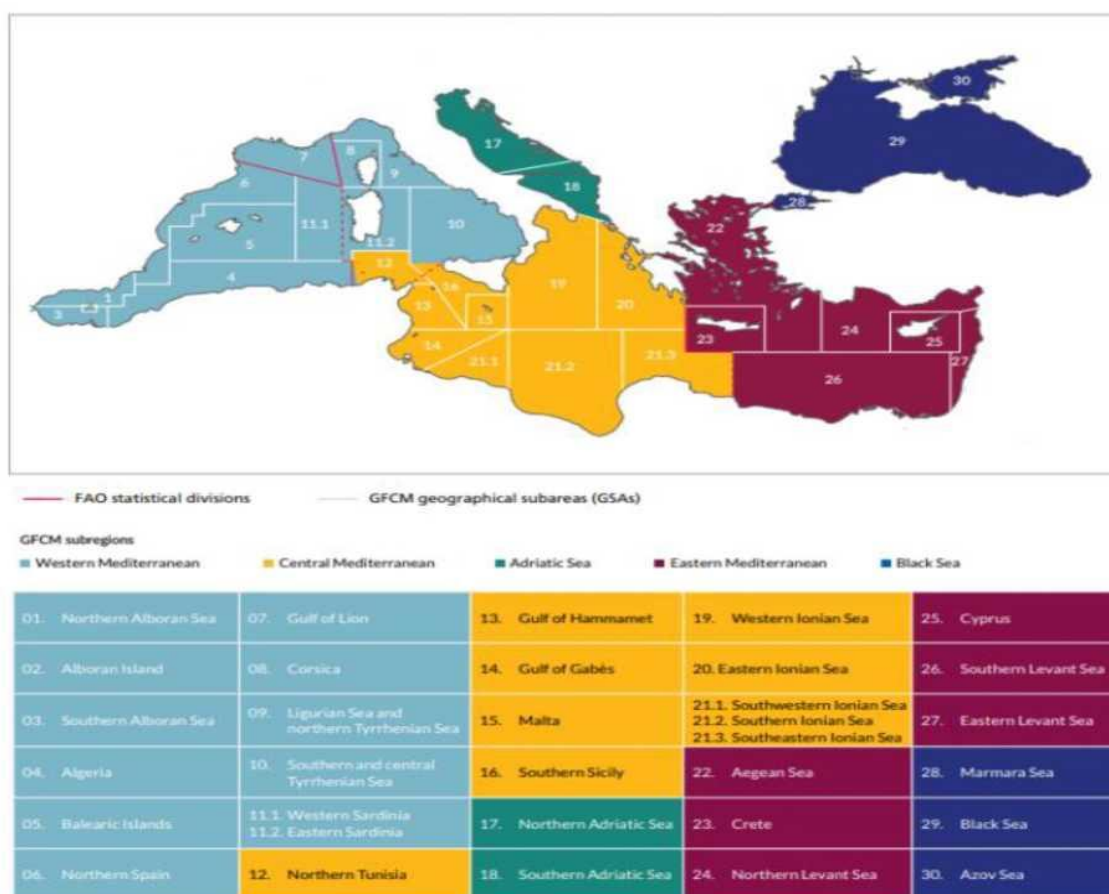 30
17
29
8
7
9
28
18
6
22
11.1
10
5
11.2
12
4
19
16
1
24
13
20
3
15
23
25
14
27
21.1
21.3
21.2
26
FAO statistical divisions
GFCM geographical subareas (GSAs)
GFCM subregions
Western Mediterranean
Central Mediterranean
Adriatic Sea
Eastern Mediterranean
Black Sea
01. Northern Alboran Sea
07. Gulf of Lion
13. Gulf of Hammamet
19. Western Ionian Sea
25. Cyprus
02. Alboran Island
08. Corsica
14. Gulf of Gabès
20. Eastern Ionian Sea
26. Southern Levant Sea
03. Southern Alboran Sea
09. Ligurian Sea and
northern Tyrrhenian Sea
15. Malta
21.1. Southwestern Ionian Sea
21.2. Southern Ionian Sea
21.3. Southeastern Ionian Sea
27. Eastern Levant Sea
04. Algeria
10. Southern and central
Tyrrhenian Sea
16. Southern Sicily
22. Aegean Sea
28. Marmara Sea
05. Balearic Islands
11.1. Western Sardinia
11.2. Eastern Sardinia
17. Northern Adriatic Sea
23. Crete
29. Black Sea
06. Northern Spain
12. Northern Tunisia
18. Southern Adriatic Sea
24. Northern Levant Sea
30. Azov Sea